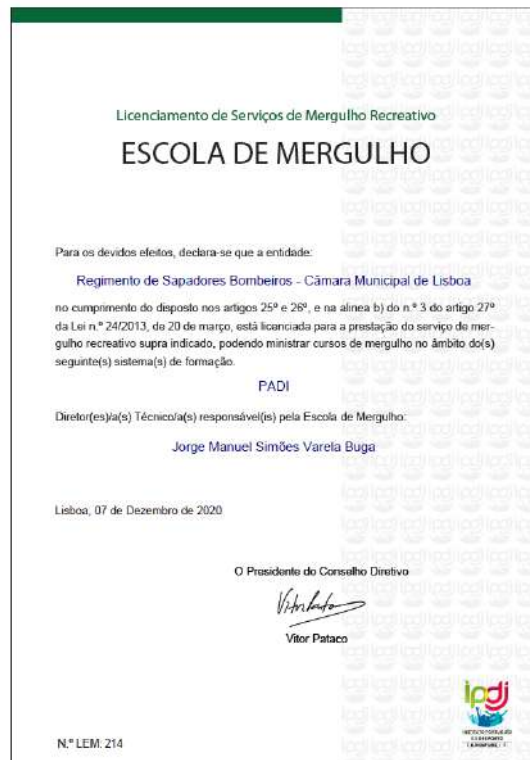 Licenciamento de Serviços de Mergulho Recreativo
ESCOLA DE MERGULHO
Para os devidos efeitos, declara-se que a entidade:
Regimento de Sapadores Bombeiros - Câmara Municipal de Lisboa
no cumprimento do disposto nos artigos 25º e 26º, e na alinea b) do n.º 3 do artigo 27º
da Lei n.º 24/2013, de 20 de março, está licenciada para a prestação do serviço de mer-
gulho recreativo supra indicado, podendo ministrar cursos de mergulho no âmbito do(s)
seguinte(s) sistema(s) de formação.
PADI
Diretor(es)/a(s) Técnico/a(s) responsável(is) pela Escola de Mergulho:
Jorge Manuel Simões Varela Buga
Lisboa, 07 de Dezembro de 2020
O Presidente do Conselho Diretivo
Vitor Pataco
ipdj
N.º LEM: 214